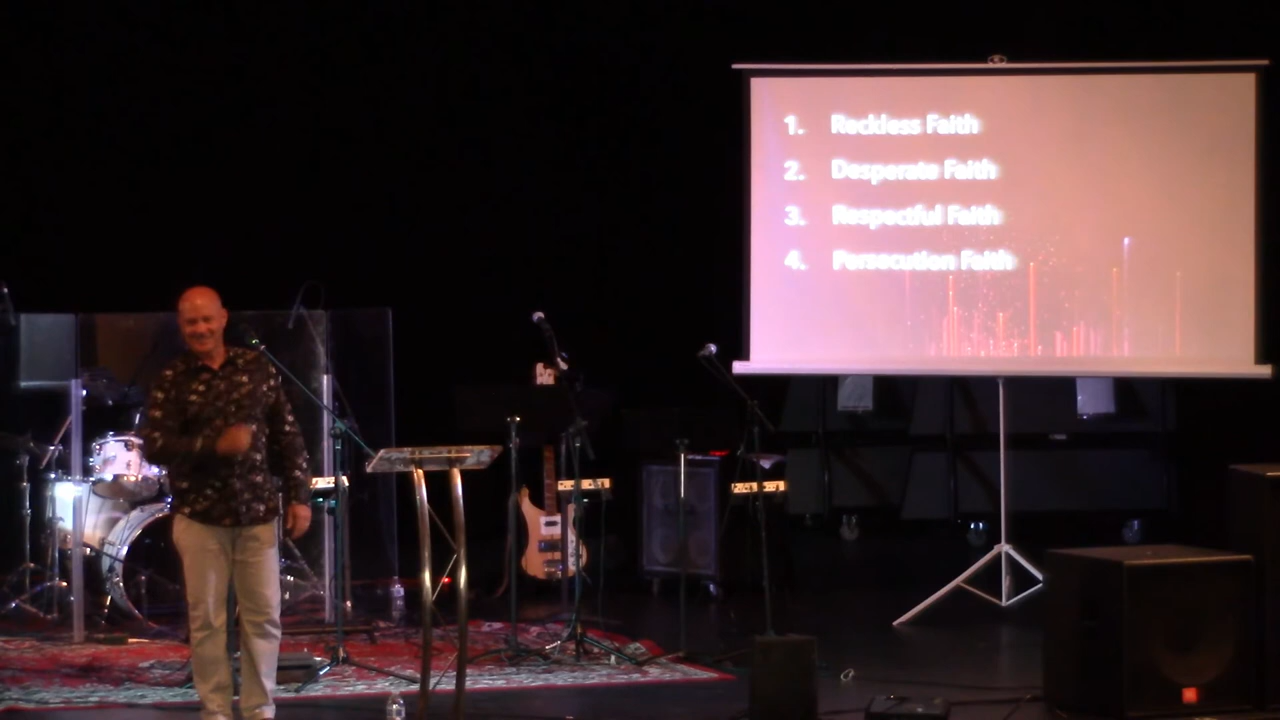 1. Reckless Faith
2. Desperate Faith
3. Respectful Faith
4. Persecution Faith